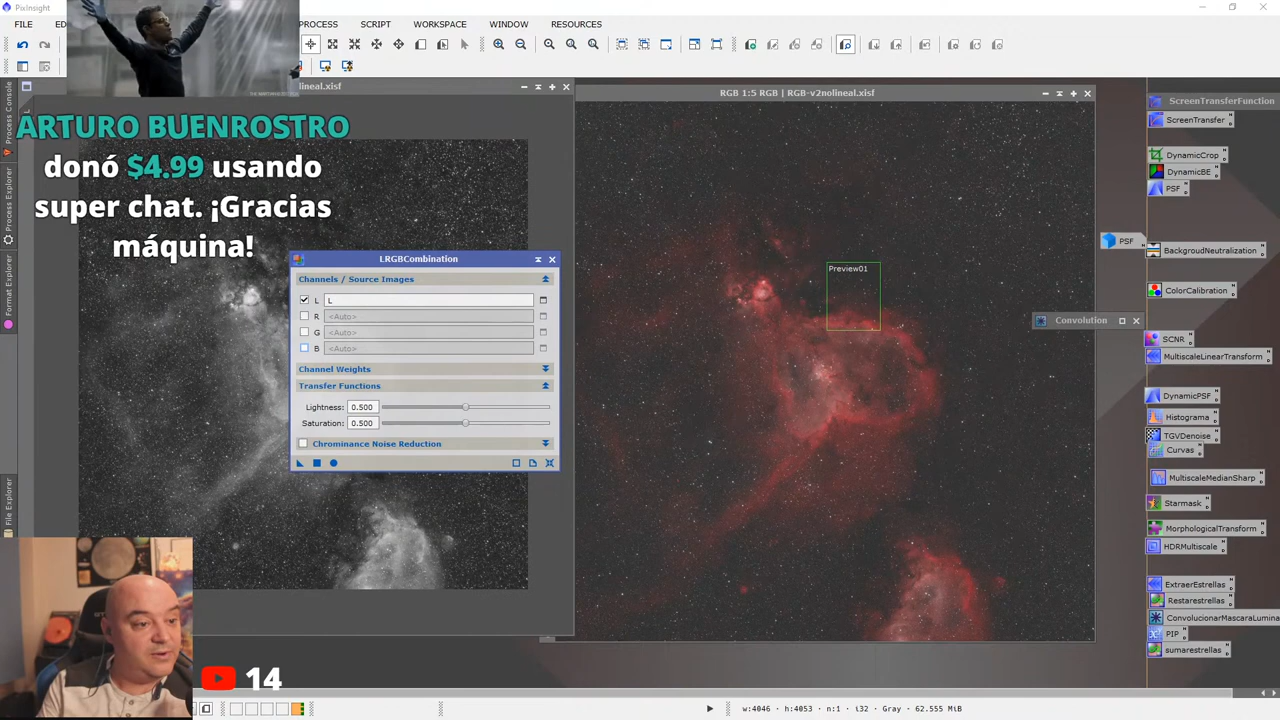 PixInsight
FILE
PROCESS
SCRIPT
WORKSPACE
WINDOW
RESOURCES
lineal.xisf
RGB 1:5 RGB | RGB-v2nolineal.xisf
ARTURO BUENROSTRO
donó $4.99 usando
super chat. ¡Gracias
máquina!
LRGBCombination
Channels / Source Images
L L
R <Auto>
G <Auto>
B <Auto>
Channel Weights
Transfer Functions
Lightness: 0.500
Saturation: 0.500
Chrominance Noise Reduction
Preview01
Process Console
Process Explorer
Format Explorer
File Explorer
PSF
Convolution
ScreenTransferFunction
ScreenTransfer
DynamicCrop
DynamicBE
PSF
BackgroudNeutralization
ColorCalibration
SCNR
MultiscaleLinearTransform
DynamicPSF
Histograma
TGVDenoise
Curvas
MultiscaleMedianSharp
Starmask
MorphologicalTransform
HDRMultiscale
ExtraerEstrellas
Restarestrellas
ConvolucionarMascaraLumina
PIP
sumarestrellas
14
w:4046 · h:4053 · n:1 · i32 · Gray · 62.555 MiB